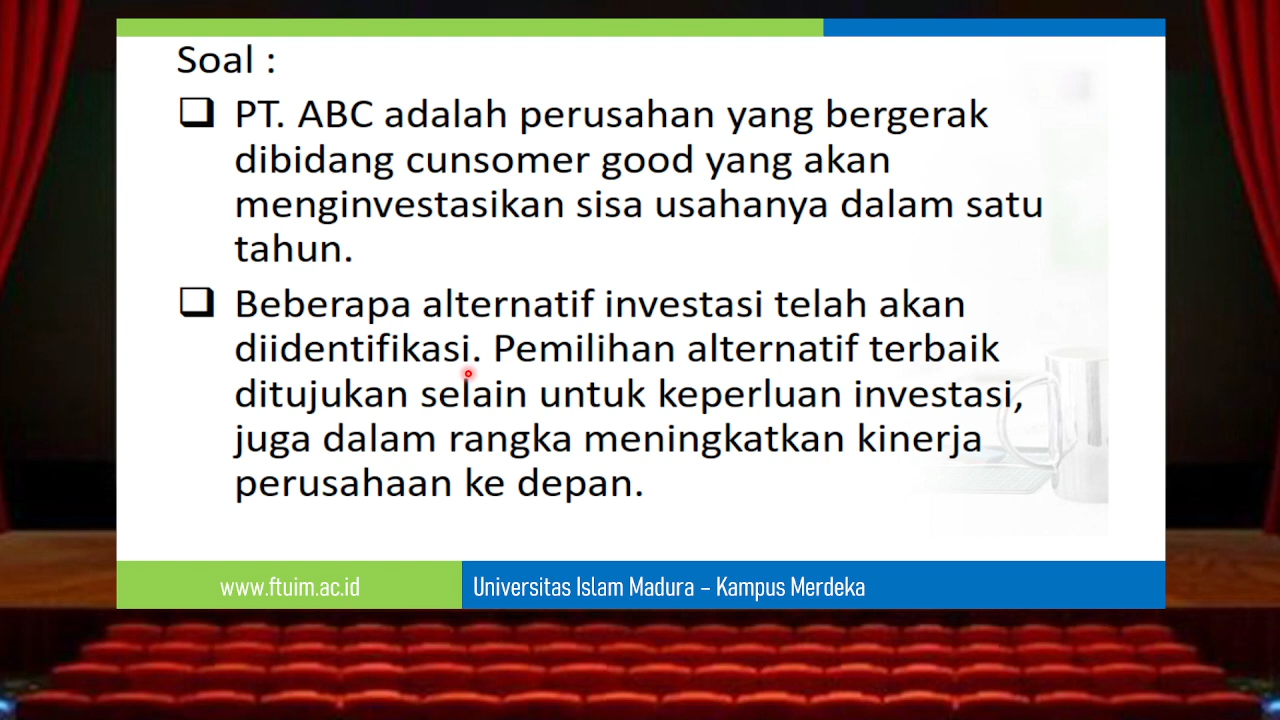 Soal :
❑ PT. ABC adalah perusahan yang bergerak
dibidang cunsomer good yang akan
menginvestasikan sisa usahanya dalam satu
tahun.
❑ Beberapa alternatif investasi telah akan
diidentifikasi. Pemilihan alternatif terbaik
ditujukan selain untuk keperluan investasi,
juga dalam rangka meningkatkan kinerja
perusahaan ke depan.
www.ftuim.ac.id
Universitas Islam Madura – Kampus Merdeka